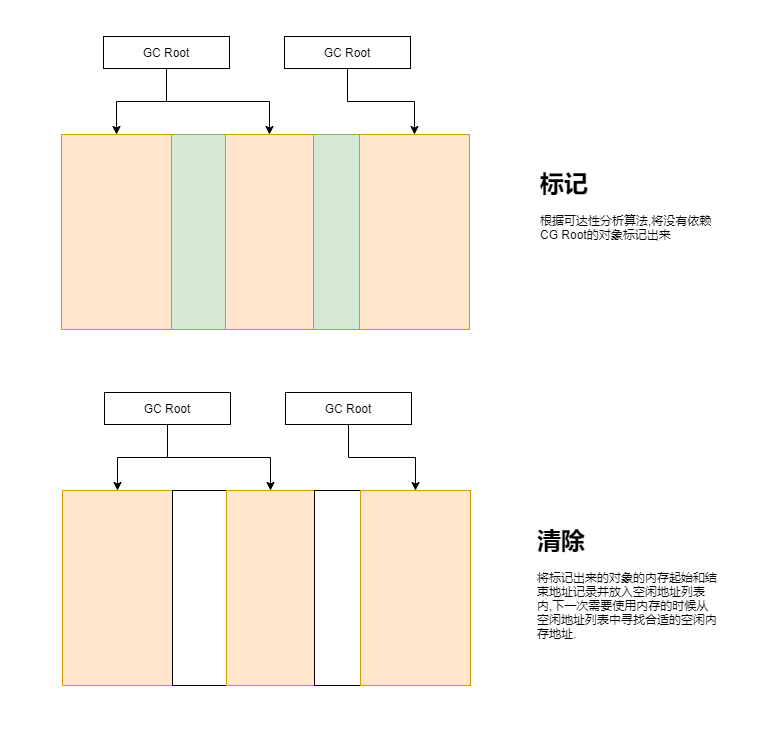 GC Root
GC Root
标记
根据可达性分析算法,将没有依赖
CG Root的对象标记出来
GC Root
GC Root
清除
将标记出来的对象的内存起始和结
束地址记录并放入空闲地址列表
内,下一次需要使用内存的时候从
空闲地址列表中寻找合适的空闲内
存地址.